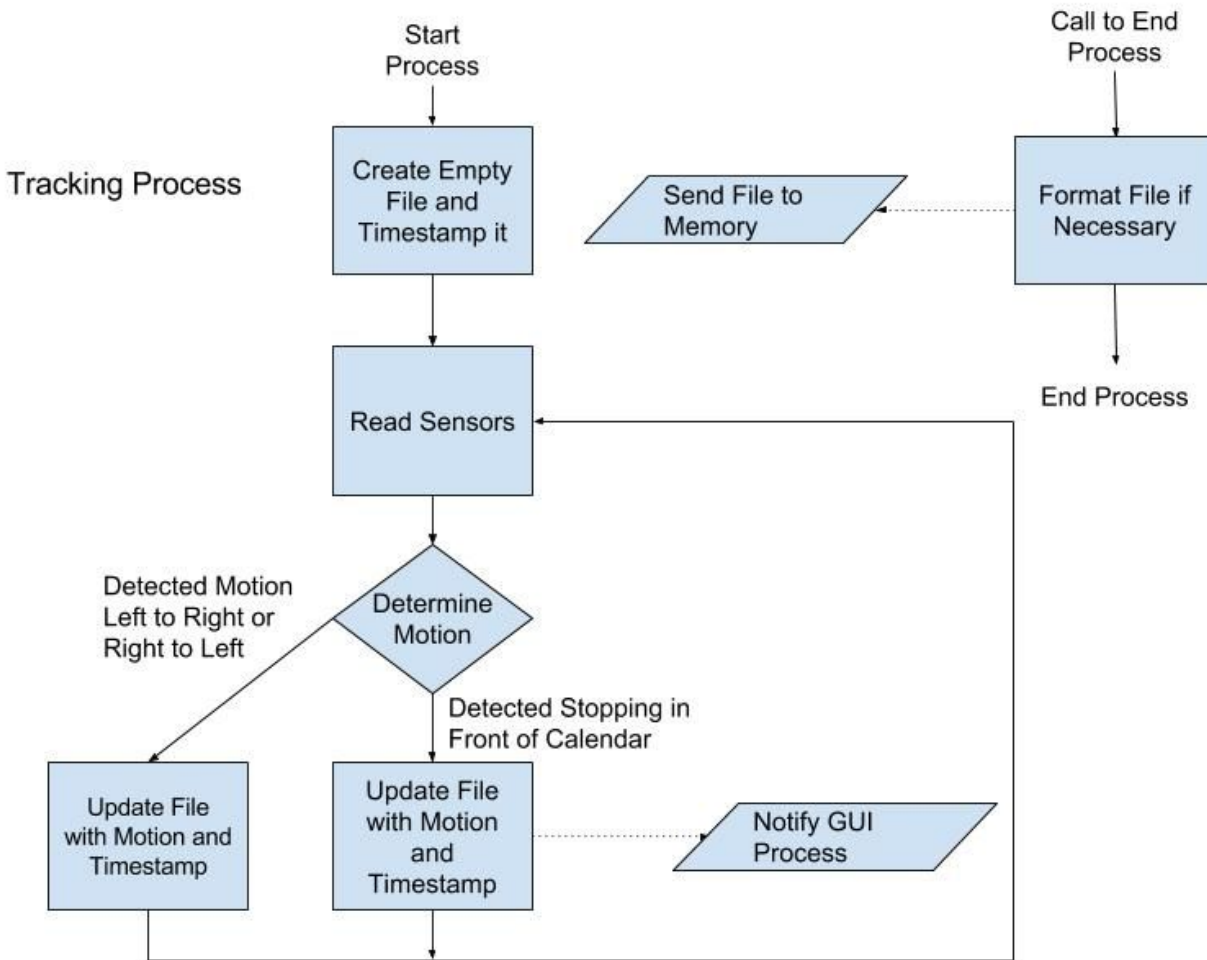 Start
Process
Call to End
Process
Tracking Process
Create Empty
File and
Timestamp it
Send File to
Memory
Format File if
Necessary
Read Sensors
End Process
Detected Motion
Left to Right or
Right to Left
Determine
Motion
Detected Stopping in
Front of Calendar
Update File
with Motion and
Timestamp
Update File
with Motion
and
Timestamp
Notify GUI
Process